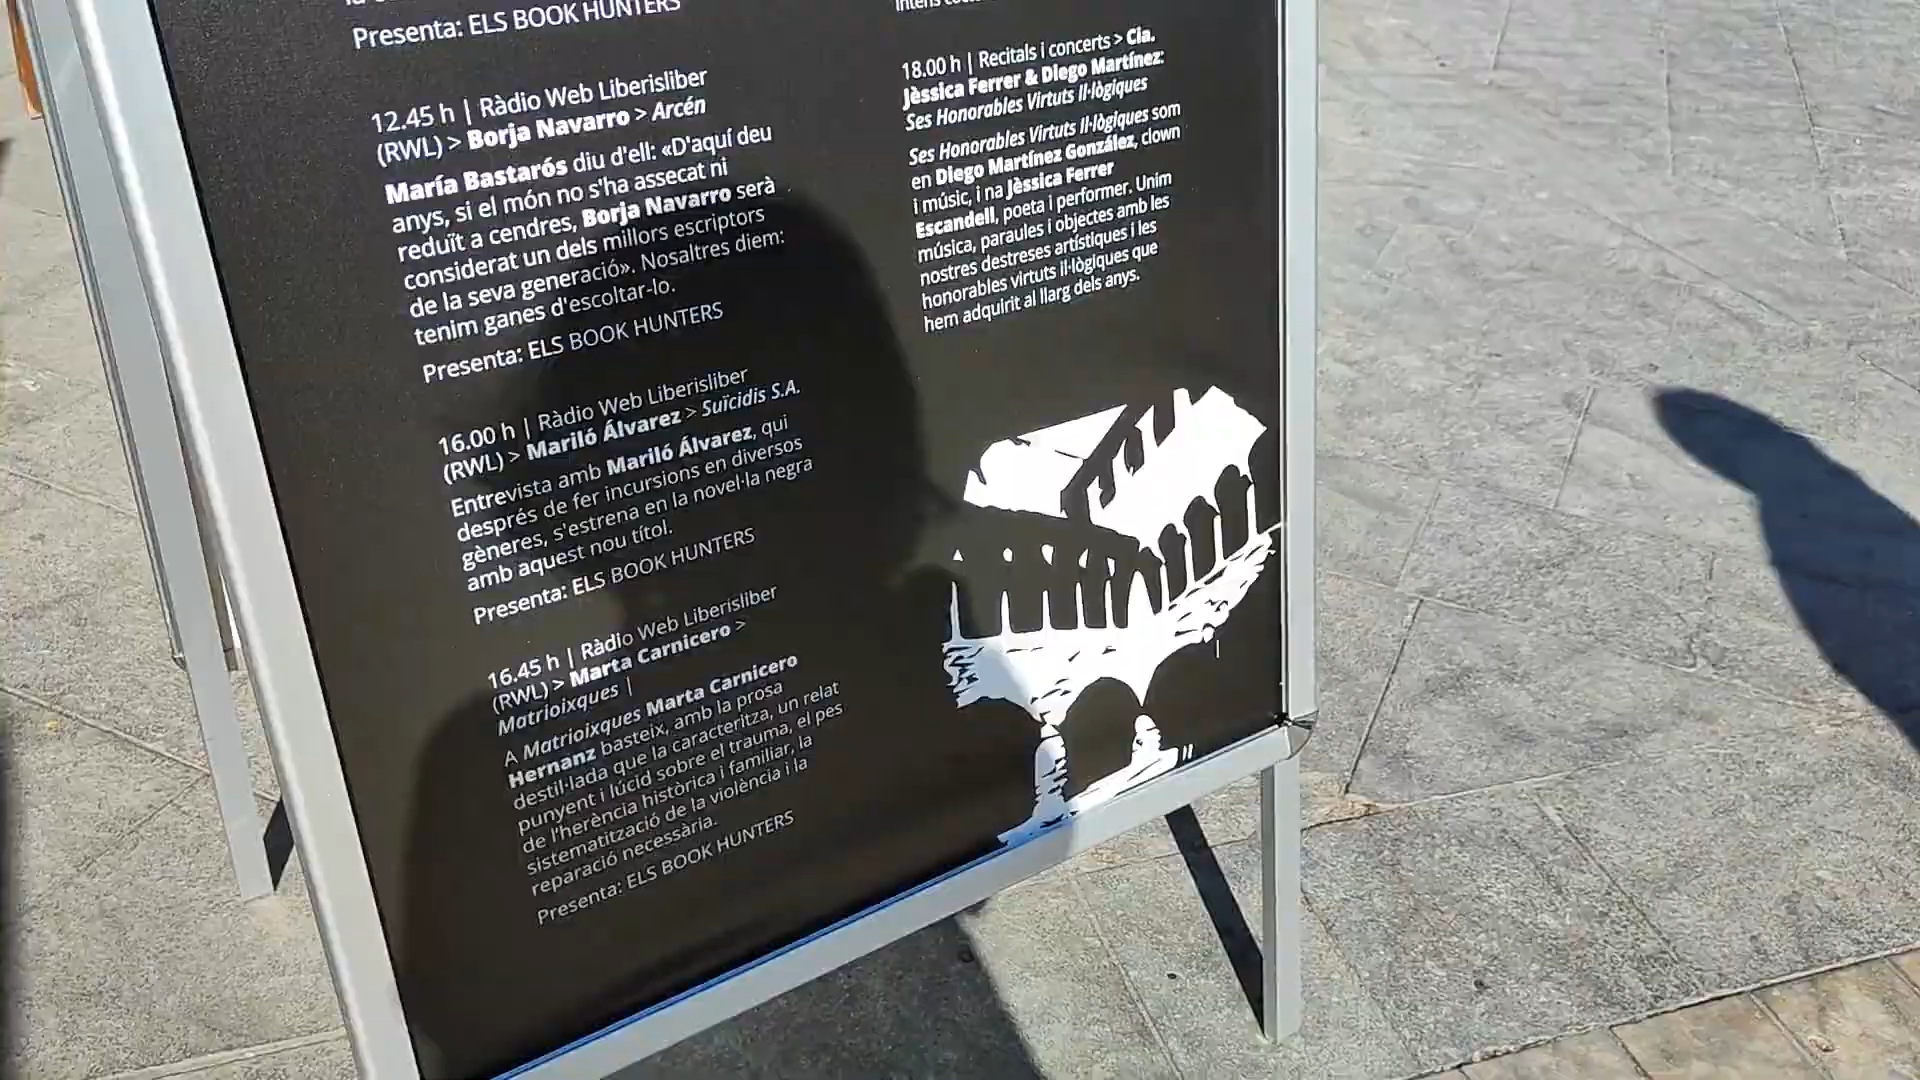 Presenta: ELS BOOK HUNTERS
12.45 h | Ràdio Web Liberisliber
(RWL) > Borja Navarro > Arcén
María Bastarós diu d'ell: «D'aquí deu
anys, si el món no s'ha assecat ni
reduït a cendres, Borja Navarro serà
considerat un dels millors escriptors
de la seva generació». Nosaltres diem:
tenim ganes d'escoltar-lo.
Presenta: ELS BOOK HUNTERS
16.00 h | Ràdio Web Liberisliber
(RWL) > Mariló Álvarez > Suïcidis S.A.
Entrevista amb Mariló Álvarez, qui
després de fer incursions en diversos
gèneres, s'estrena en la novel·la negra
amb aquest nou títol.
Presenta: ELS BOOK HUNTERS
16.45 h | Ràdio Web Liberisliber
(RWL) > Marta Carnicero >
Matrioixques |
A Matrioixques Marta Carnicero
Hernanz basteix, amb la prosa
destil·lada que la caracteritza, un relat
punyent i lúcid sobre el trauma, el pes
de l'herència històrica i familiar, la
sistematització de la violència i la
reparació necessària.
Presenta: ELS BOOK HUNTERS
18.00 h | Recitals i concerts > Cia.
Jèssica Ferrer & Diego Martínez:
Ses Honorables Virtuts Il·lògiques
Ses Honorables Virtuts Il·lògiques som
en Diego Martínez González, clown
i músic, i na Jèssica Ferrer
Escandell, poeta i performer. Unim
música, paraules i objectes amb les
nostres destreses artístiques i les
honorables virtuts il·lògiques que
hem adquirit al llarg dels anys.